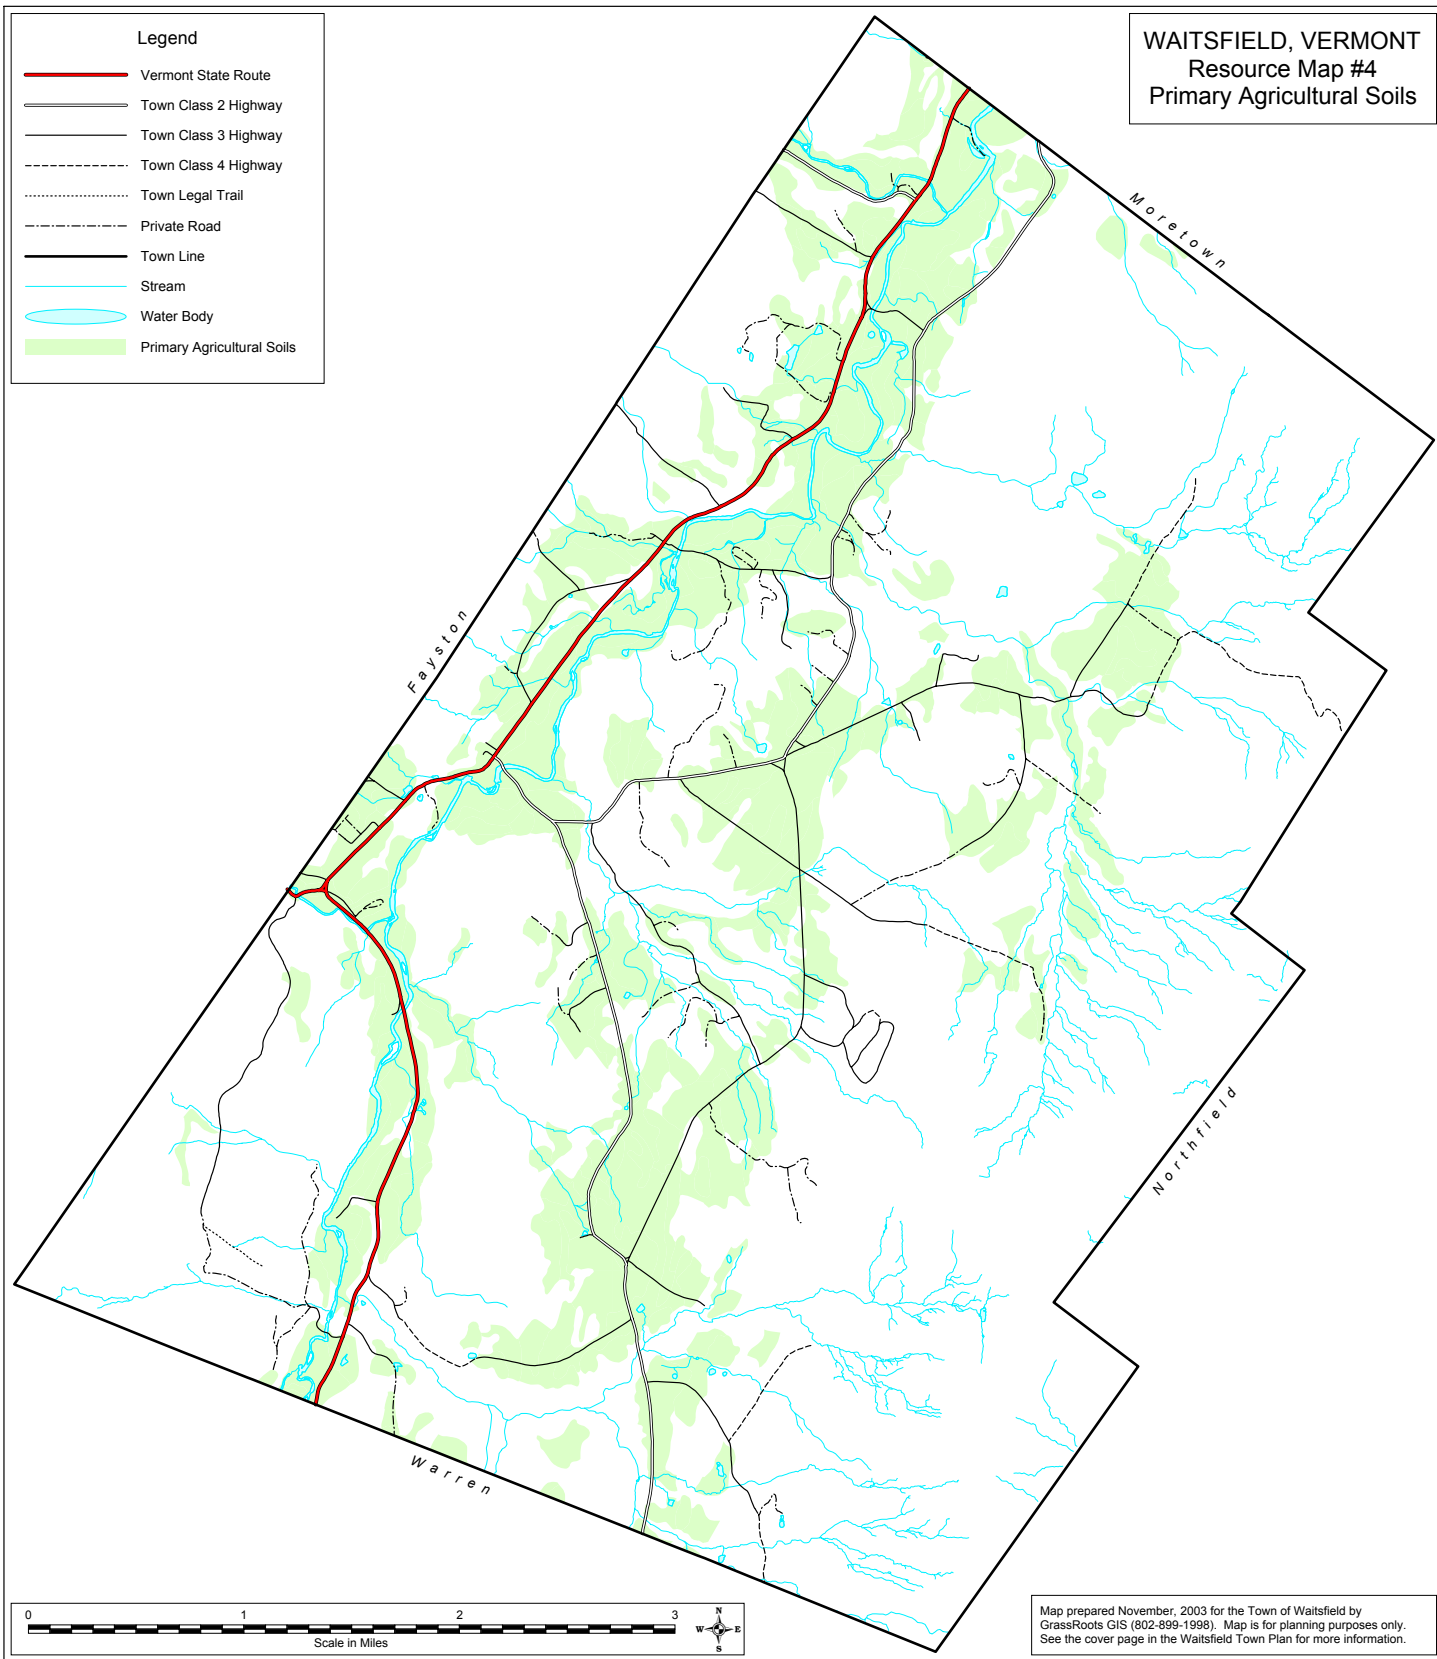 Legend
Vermont State Route
Town Class 2 Highway
Town Class 3 Highway
Town Class 4 Highway
Town Legal Trail
Private Road
Town Line
Stream
Water Body
Primary Agricultural Soils
WAITSFIELD, VERMONT
Resource Map #4
Primary Agricultural Soils
Moretown
Fayston
Northfield
Warren
0 1 2 3
Scale in Miles
N
W E
S
Map prepared November, 2003 for the Town of Waitsfield by
GrassRoots GIS (802-899-1998). Map is for planning purposes only.
See the cover page in the Waitsfield Town Plan for more information.